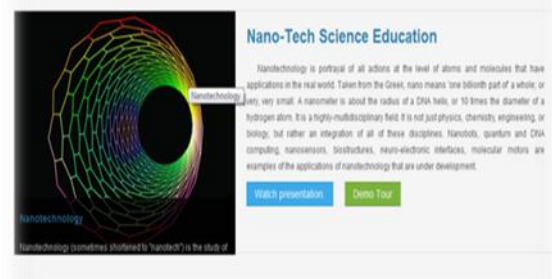 Nano-Tech Science Education
Nanotechnology is portrayal of all actions at the level of atoms and molecules that have
applications in the real world. Taken from the Greek, nano means 'one billionth part of a whole; or
very, very small. A nanometer is about the radius of a DNA helix, or 10 times the diameter of a
hydrogen atom. It is a highly-multidisciplinary field. It is not just physics, chemistry, engineering, or
biology, but rather an integration of all of these disciplines. Nanobots, quantum and DNA
computing, nanosensors, biostructures, neuro-electronic interfaces, molecular motors are
examples of the applications of nanotechnology that are under development.
Watch presentation.
Demo Tour
Nanotechnology
Nanotechnology
Nanotechnology (sometimes shortened to "nanotech") is the study of